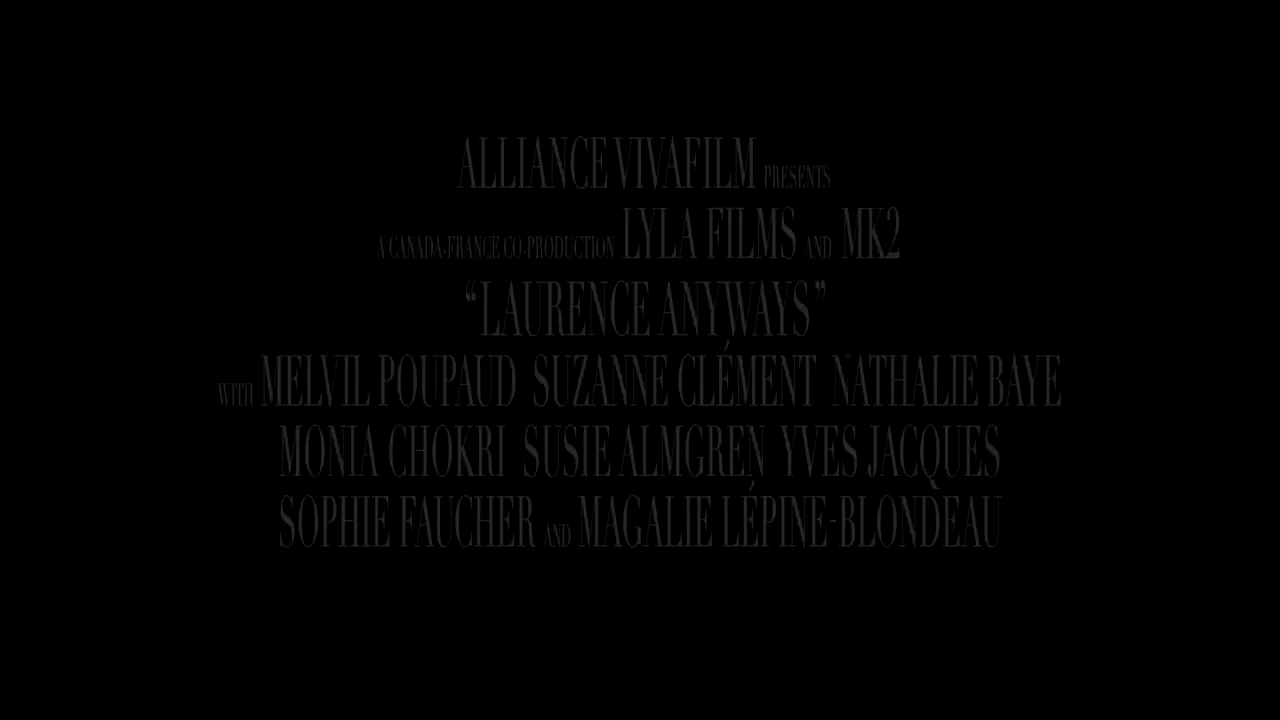 ALLIANCE VIVAFILM PRESENTS
A CANADA-FRANCE CO-PRODUCTION LYLA FILMS AND MK2
“LAURENCE ANYWAYS”
WITH MELVIL POUPAUD SUZANNE CLÉMENT NATHALIE BAYE
MONIA CHOKRI SUSIE ALMGREN YVES JACQUES
SOPHIE FAUCHER AND MAGALIE LÉPINE-BLONDEAU